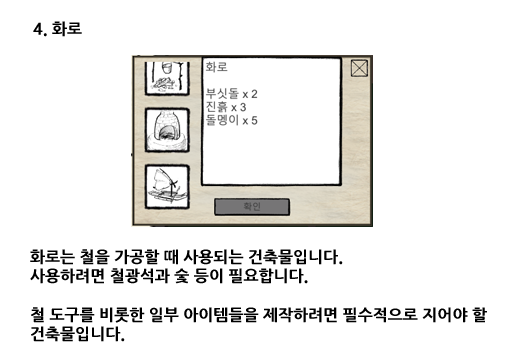 4. 화로
화로
부싯돌 x 2
진흙 x 3
돌멩이 x 5
확인
화로는 철을 가공할 때 사용되는 건축물입니다.
사용하려면 철광석과 숯 등이 필요합니다.
철 도구를 비롯한 일부 아이템들을 제작하려면 필수적으로 지어야 할
건축물입니다.